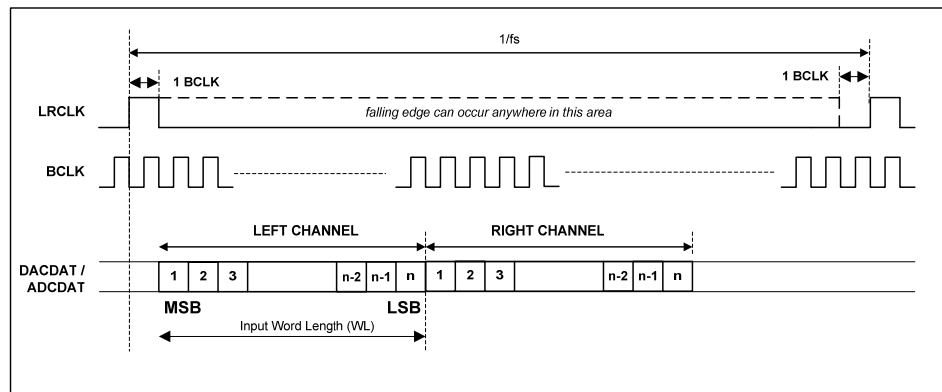 1/fs
1 BCLK
1 BCLK
LRCLK
falling edge can occur anywhere in this area
BCLK
LEFT CHANNEL
RIGHT CHANNEL
DACDAT /
ADCDAT
1 2 3 n-2 n-1 n 1 2 3 n-2 n-1 n
MSB
LSB
Input Word Length (WL)